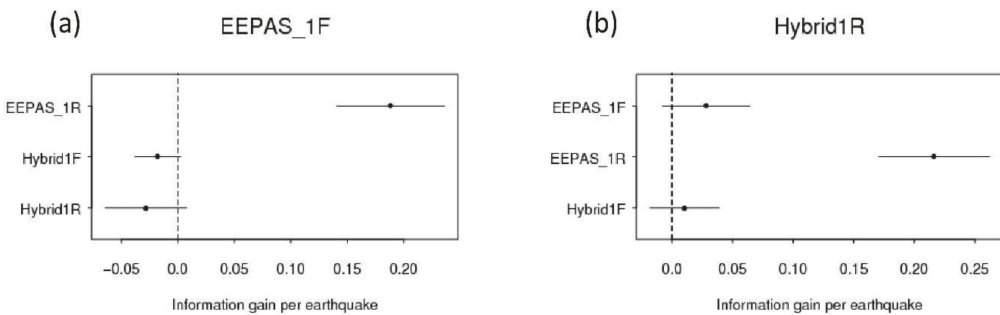 (a) EEPAS_1F
EEPAS_1R
Hybrid1F
Hybrid1R
−0.05 0.0 0.05 0.10 0.15 0.20
Information gain per earthquake
(b) Hybrid1R
EEPAS_1F
EEPAS_1R
Hybrid1F
0.0 0.05 0.10 0.15 0.20 0.25
Information gain per earthquake